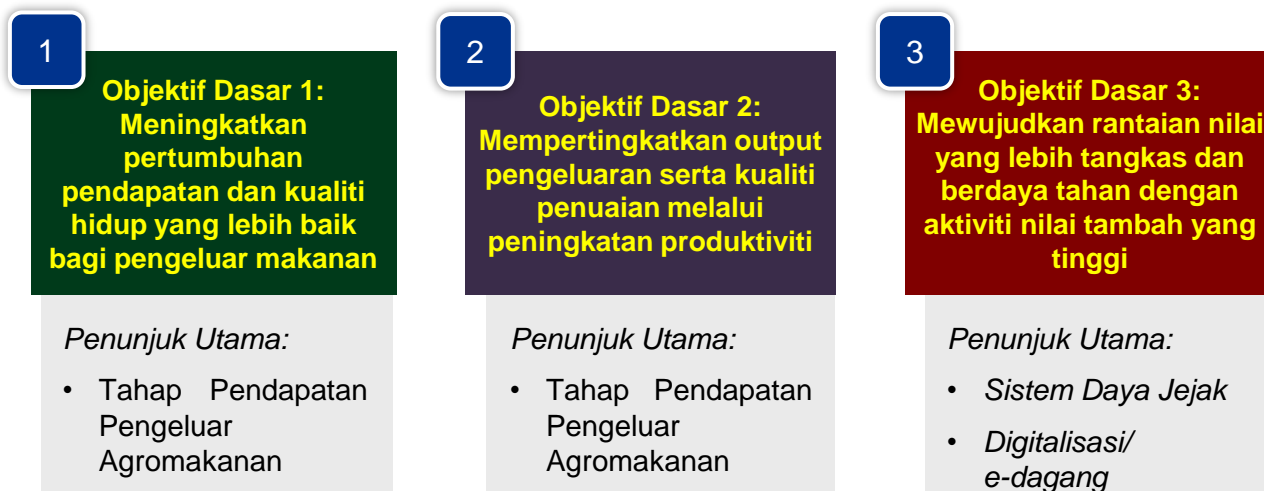 1
Objektif Dasar 1:
Meningkatkan
pertumbuhan
pendapatan dan kualiti
hidup yang lebih baik
bagi pengeluar makanan
Penunjuk Utama:
• Tahap Pendapatan
Pengeluar
Agromakanan
2
Objektif Dasar 2:
Mempertingkatkan output
pengeluaran serta kualiti
penuaian melalui
peningkatan produktiviti
Penunjuk Utama:
• Tahap Pendapatan
Pengeluar
Agromakanan
3
Objektif Dasar 3:
Mewujudkan rantaian nilai
yang lebih tangkas dan
berdaya tahan dengan
aktiviti nilai tambah yang
tinggi
Penunjuk Utama:
• Sistem Daya Jejak
• Digitalisasi/
e-dagang